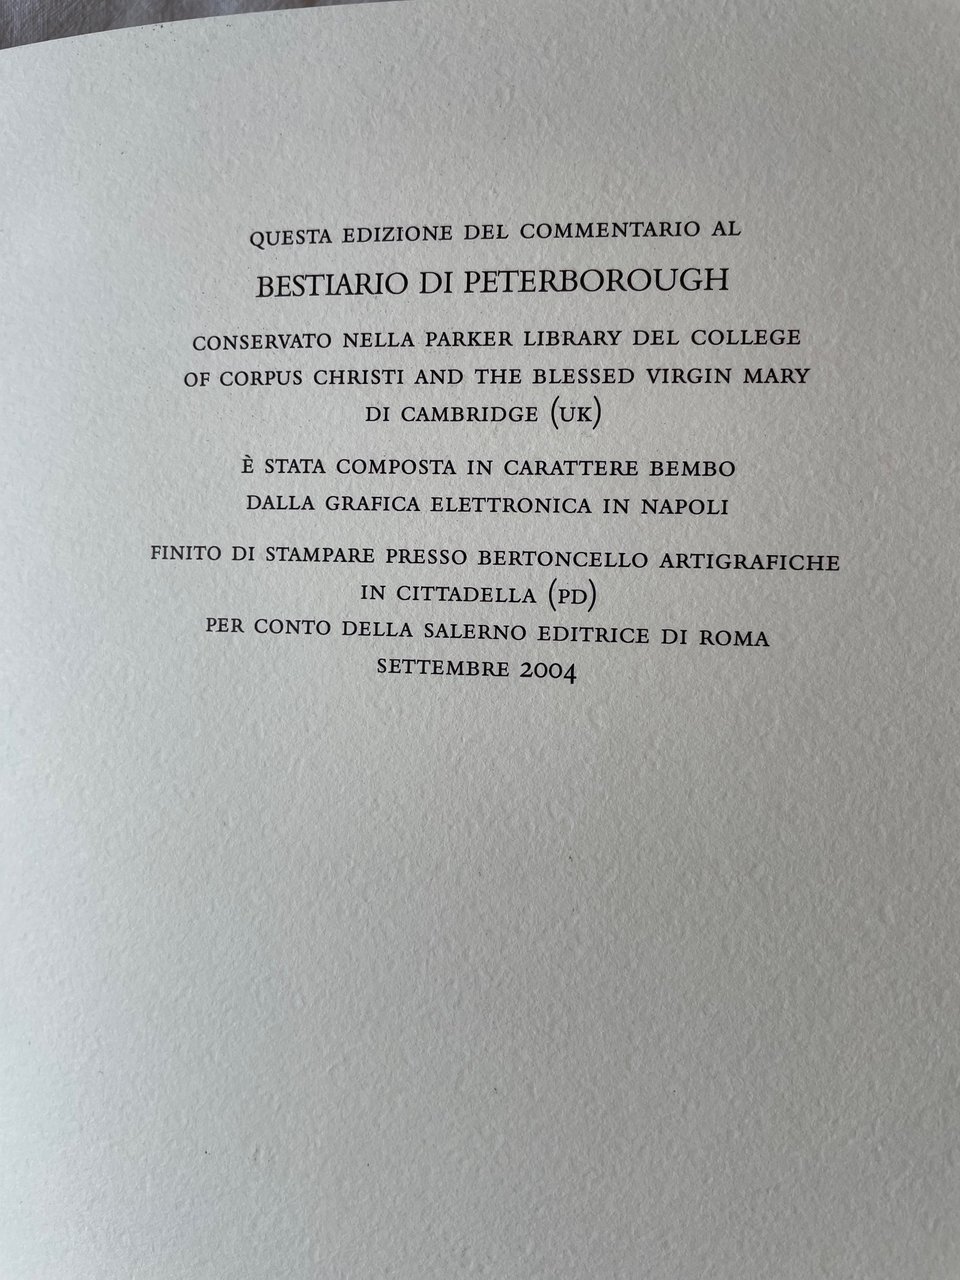 QUESTA EDIZIONE DEL COMMENTARIO AL
BESTIARIO DI PETERBOROUGH
CONSERVATO NELLA PARKER LIBRARY DEL COLLEGE
OF CORPUS CHRISTI AND THE BLESSED VIRGIN MARY
DI CAMBRIDGE (UK)
È STATA COMPOSTA IN CARATTERE BEMBO
DALLA GRAFICA ELETTRONICA IN NAPOLI
FINITO DI STAMPARE PRESSO BERTONCELLO ARTIGRAFICHE
IN CITTADELLA (PD)
PER CONTO DELLA SALERNO EDITRICE DI ROMA
SETTEMBRE 2004